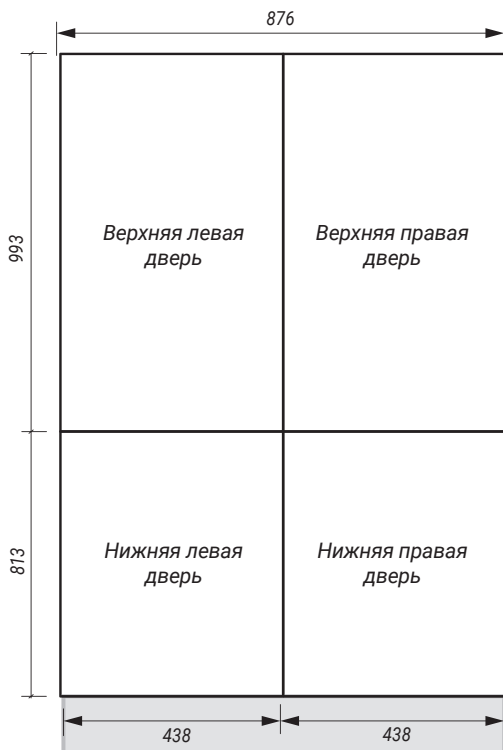 876
993
Верхняя левая
дверь
Верхняя правая
дверь
813
Нижняя левая
дверь
Нижняя правая
дверь
438
438